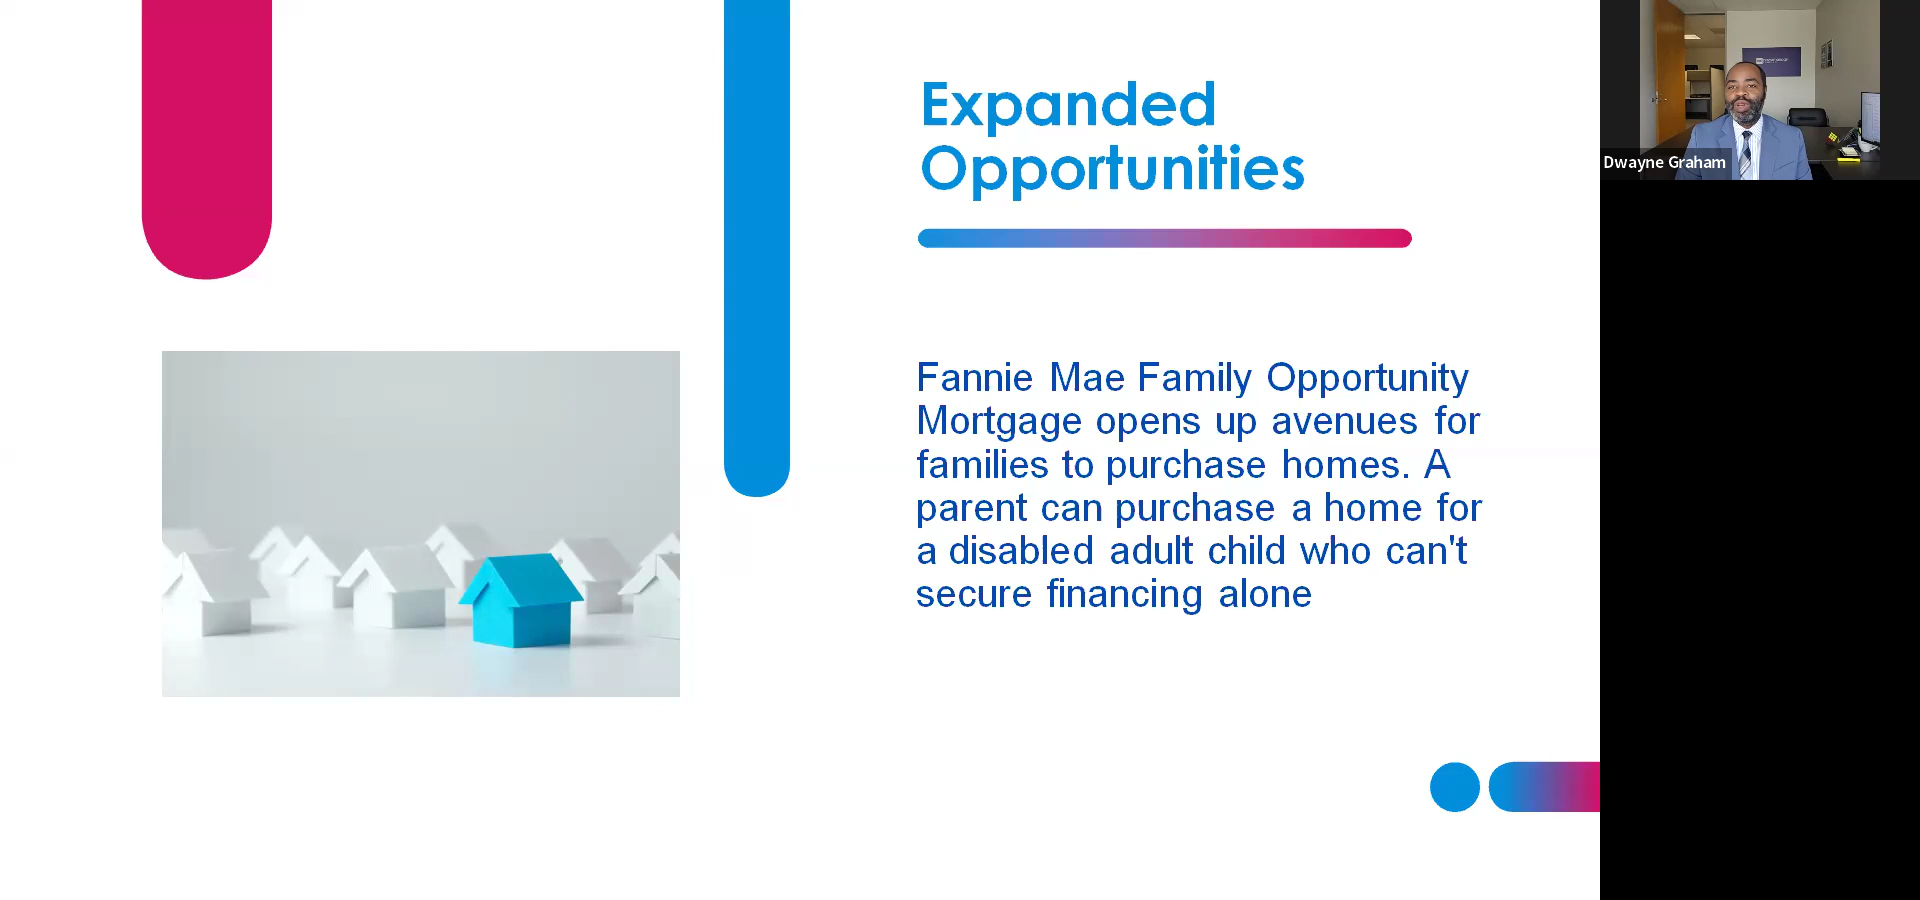 Expanded
Opportunities
Fannie Mae Family Opportunity
Mortgage opens up avenues for
families to purchase homes. A
parent can purchase a home for
a disabled adult child who can't
secure financing alone
Dwayne Graham